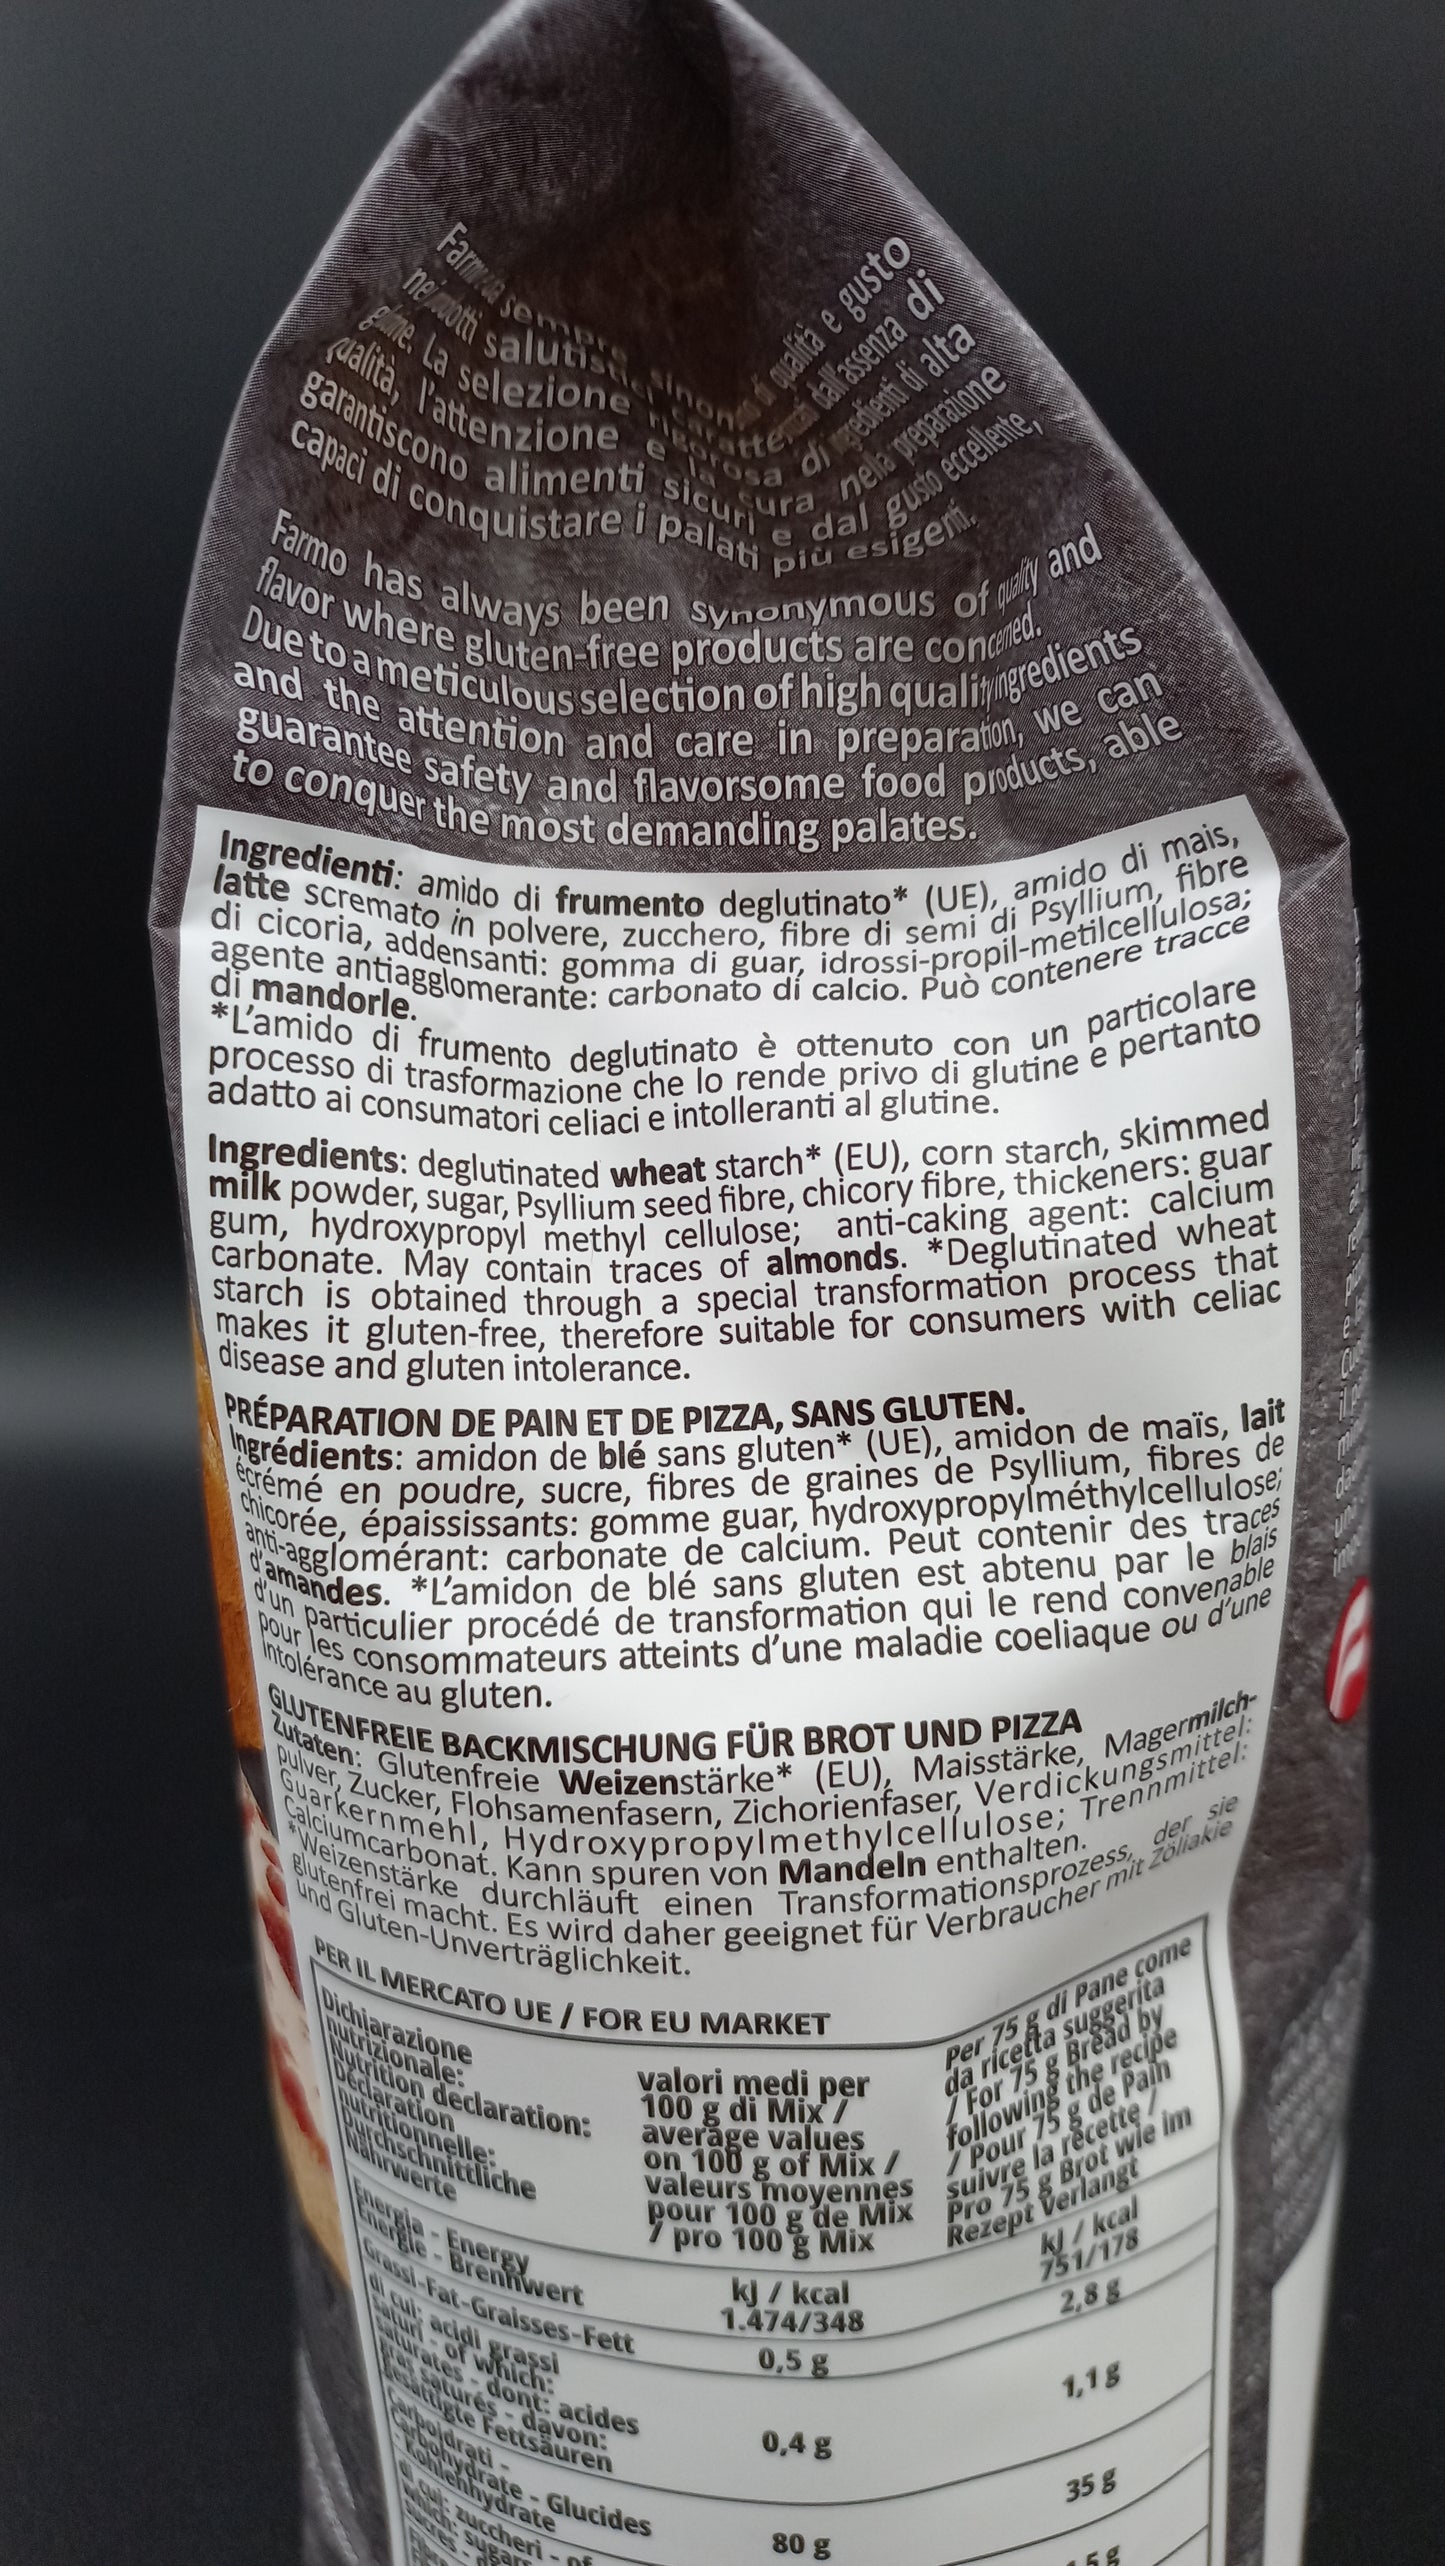 Farmo da sempre sinonimo di qualità e gusto
nei prodotti salutistici caratterizzati dall'assenza di
glutine. La selezione rigorosa di ingredienti di alta
qualità, l'attenzione e la cura nella preparazione
garantiscono alimenti sicuri e dal gusto eccellente,
capaci di conquistare i palati più esigenti.
Farmo has always been synonymous of quality and
flavor where gluten-free products are concerned.
Due to a meticulous selection of high quality ingredients
and the attention and care in preparation, we can
guarantee safety and flavorsome food products, able
to conquer the most demanding palates.
Ingredienti: amido di frumento deglutinato* (UE), amido di mais,
latte scremato in polvere, zucchero, fibre di semi di Psyllium, fibre
di cicoria, addensanti: gomma di guar, idrossi-propil-metilcellulosa;
agente antiagglomerante: carbonato di calcio. Può contenere tracce
di mandorle.
*L'amido di frumento deglutinato è ottenuto con un particolare
processo di trasformazione che lo rende privo di glutine e pertanto
adatto ai consumatori celiaci e intolleranti al glutine.
Ingredients: deglutinated wheat starch* (EU), corn starch, skimmed
milk powder, sugar, Psyllium seed fibre, chicory fibre, thickeners: guar
gum, hydroxypropyl methyl cellulose; anti-caking agent: calcium
carbonate. May contain traces of almonds. *Deglutinated wheat
starch is obtained through a special transformation process that
makes it gluten-free, therefore suitable for consumers with celiac
disease and gluten intolerance.
PRÉPARATION DE PAIN ET DE PIZZA, SANS GLUTEN.
Ingrédients: amidon de blé sans gluten* (UE), amidon de maïs, lait
écrémé en poudre, sucre, fibres de graines de Psyllium, fibres de
chicorée, épaississants: gomme guar, hydroxypropylméthylcellulose;
anti-agglomérant: carbonate de calcium. Peut contenir des traces
d'amandes. *L'amidon de blé sans gluten est abtenu par le blais
d'un particulier procédé de transformation qui le rend convenable
pour les consommateurs atteints d'une maladie coeliaque ou d'une
intolérance au gluten.
GLUTENFREIE BACKMISCHUNG FÜR BROT UND PIZZA
Zutaten: Glutenfreie Weizenstärke* (EU), Maisstärke, Magermilch-
pulver, Zucker, Flohsamenfasern, Zichorienfaser, Verdickungsmittel:
Guarkernmehl, Hydroxypropylmethylcellulose; Trennmittel:
Calciumcarbonat. Kann spuren von Mandeln enthalten.
*Weizenstärke durchläuft einen Transformationsprozess, der sie
glutenfrei macht. Es wird daher geeignet für Verbraucher mit Zöliakie
und Gluten-Unverträglichkeit.
PER IL MERCATO UE / FOR EU MARKET
Dichiarazione
nutrizionale:
Nutrition declaration:
Déclaration
nutritionnelle:
Durchschnittliche
Nährwerte
valori medi per
100 g di Mix /
average values
on 100 g of Mix /
valeurs moyennes
pour 100 g de Mix
/ pro 100 g Mix
Per 75 g di Pane come
da ricetta suggerita
/ For 75 g Bread by
following the recipe
/ Pour 75 g de Pain
suivre la récette /
Pro 75 g Brot wie im
Rezept Verlangt
Energia - Energy
Énergie - Brennwert
kJ / kcal
1.474/348
kJ / kcal
751/178
Grassi-Fat-Graisses-Fett
0,5 g
2,8 g
di cui: acidi grassi
saturi - of which:
saturates - dont: acides
gras saturés - davon:
gesättigte Fettsäuren
0,4 g
1,1 g
Carboidrati -
Carbohydrate - Glucides
- Kohlenhydrate
80 g
35 g
di cui: zuccheri - of
which: sugars